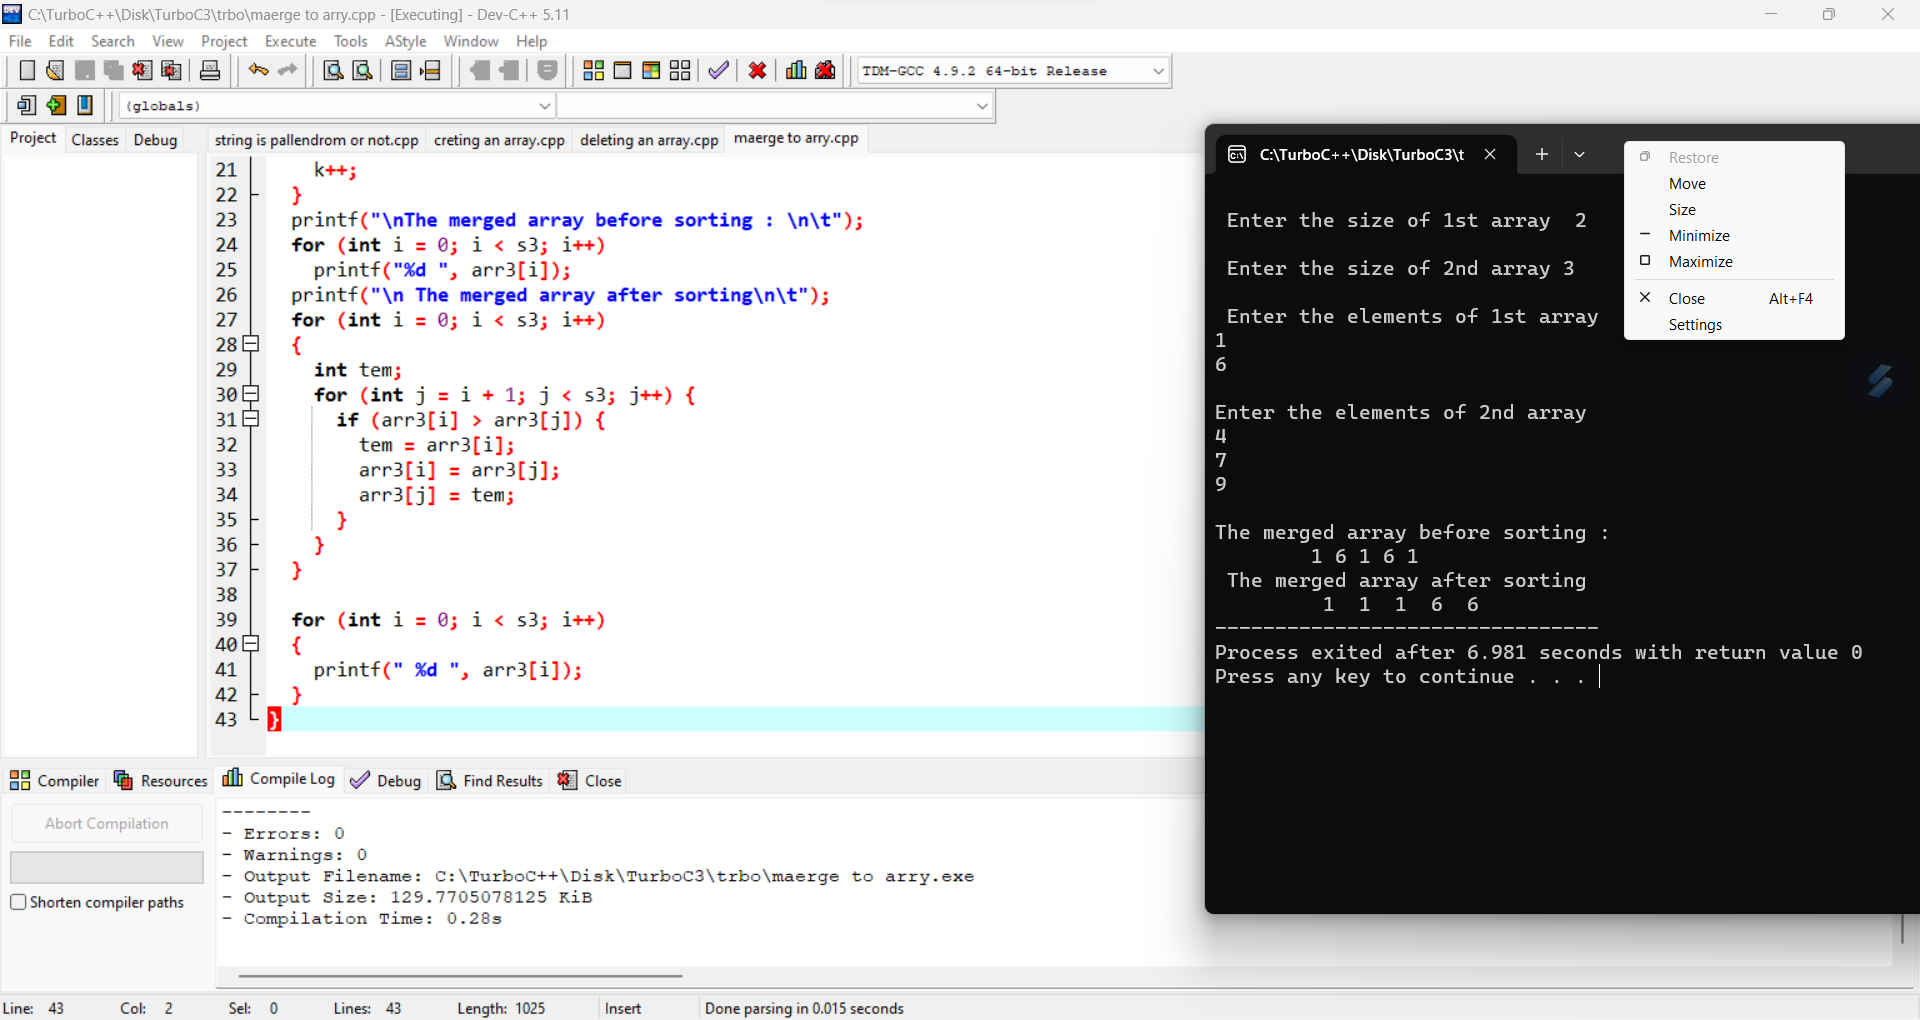 C:\TurboC++\Disk\TurboC3\trbo\maerge to arry.cpp - [Executing] - Dev-C++ 5.11
File Edit Search View Project Execute Tools AStyle Window Help
TDM-GCC 4.9.2 64-bit Release
(globals)
Project Classes Debug
string is pallendrom or not.cpp creting an array.cpp deleting an array.cpp maerge to arry.cpp
21 k++;
22 }
23 printf("\nThe merged array before sorting : \n\t");
24 for (int i = 0; i < s3; i++)
25 printf("%d ", arr3[i]);
26 printf("\n The merged array after sorting\n\t");
27 for (int i = 0; i < s3; i++)
28 {
29 int tem;
30 for (int j = i + 1; j < s3; j++) {
31 if (arr3[i] > arr3[j]) {
32 tem = arr3[i];
33 arr3[i] = arr3[j];
34 arr3[j] = tem;
35 }
36 }
37 }
38
39 for (int i = 0; i < s3; i++)
40 {
41 printf(" %d ", arr3[i]);
42 }
43 }
C:\TurboC++\Disk\TurboC3\t
Enter the size of 1st array 2
Enter the size of 2nd array 3
Enter the elements of 1st array
1
6
Enter the elements of 2nd array
4
7
9
The merged array before sorting :
1 6 1 6 1
The merged array after sorting
1 1 1 6 6
--------------------------------
Process exited after 6.981 seconds with return value 0
Press any key to continue . . .
Restore
Move
Size
Minimize
Maximize
Close Alt+F4
Settings
Compiler Resources Compile Log Debug Find Results Close
Abort Compilation
Shorten compiler paths
--------
- Errors: 0
- Warnings: 0
- Output Filename: C:\TurboC++\Disk\TurboC3\trbo\maerge to arry.exe
- Output Size: 129.7705078125 KiB
- Compilation Time: 0.28s
Line: 43 Col: 2 Sel: 0 Lines: 43 Length: 1025 Insert Done parsing in 0.015 seconds